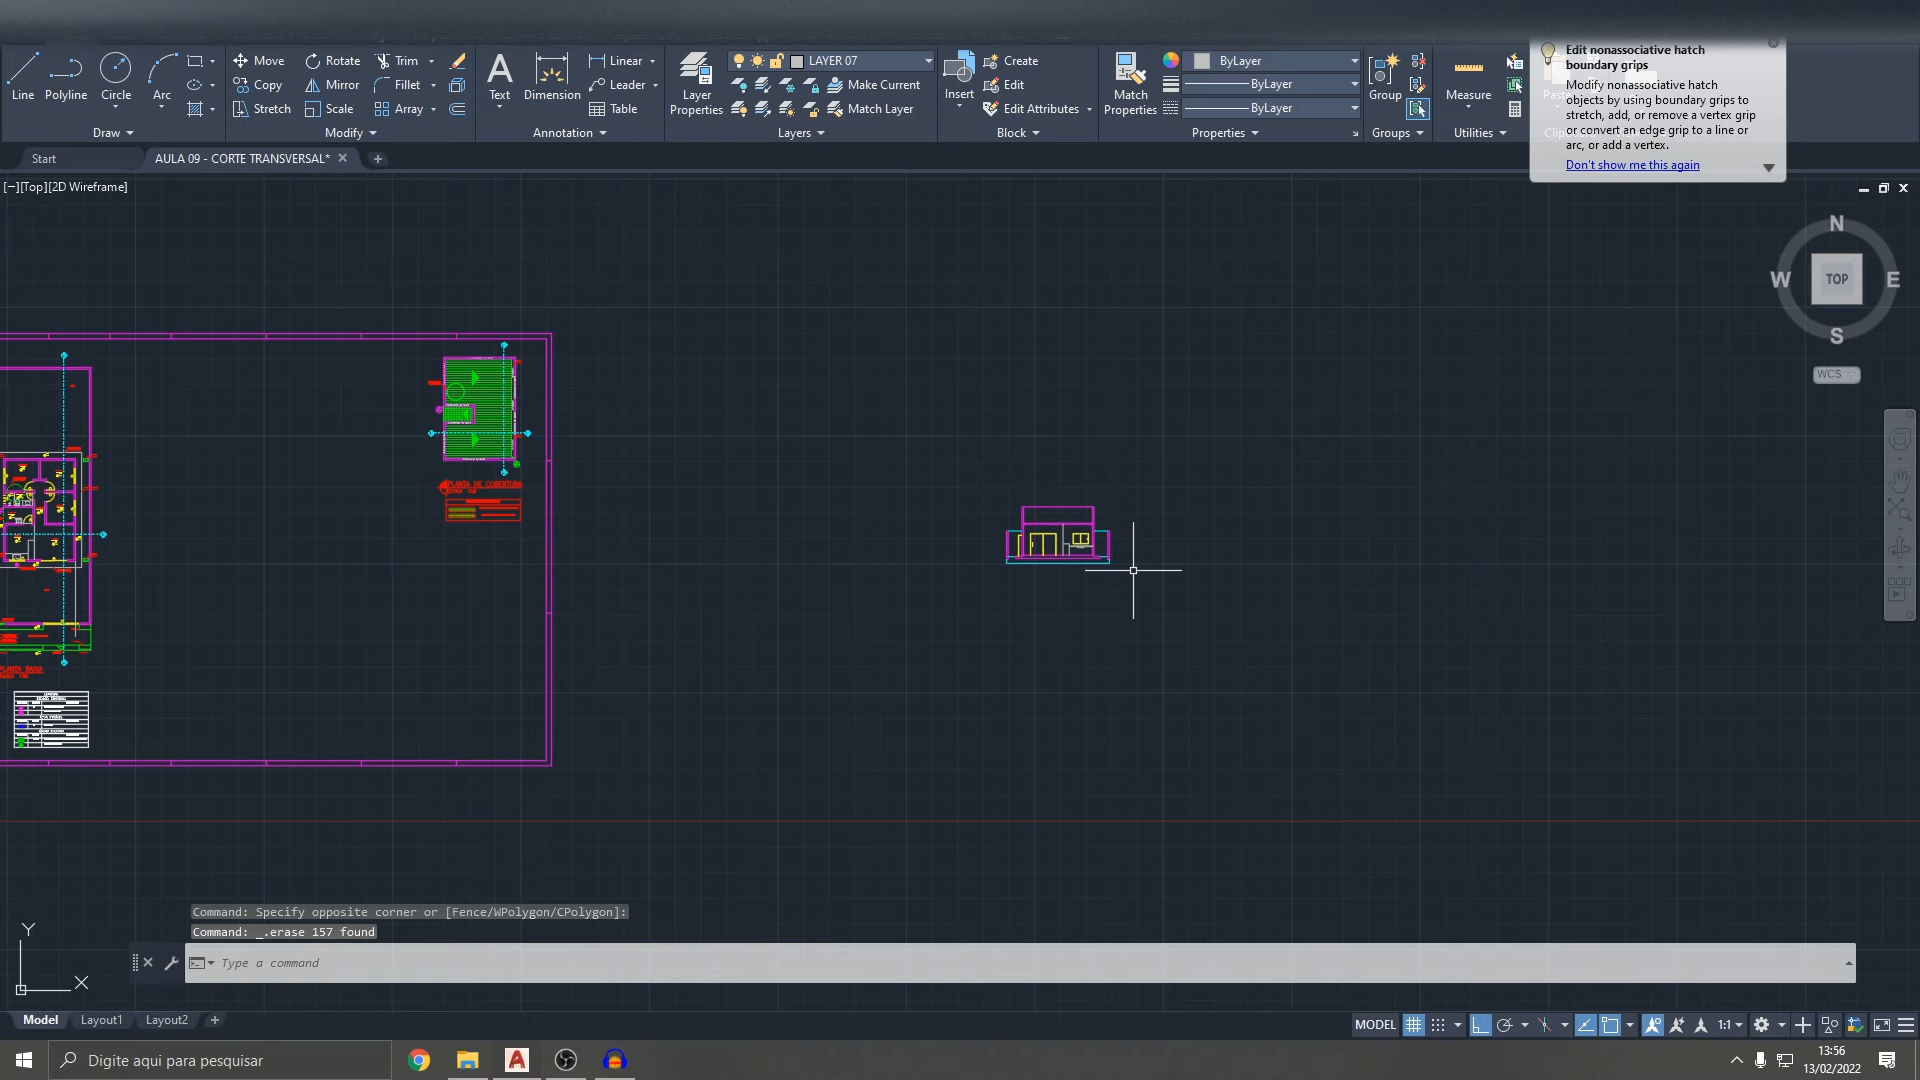 Line
Polyline
Circle
Arc
Draw
Move
Copy
Stretch
Rotate
Mirror
Scale
Trim
Fillet
Array
Modify
Text
Dimension
Linear
Leader
Table
Annotation
Layer
Properties
LAYER 07
Make Current
Match Layer
Layers
Insert
Create
Edit
Edit Attributes
Block
Match
Properties
ByLayer
ByLayer
ByLayer
Properties
Group
Groups
Measure
Utilities
Edit nonassociative hatch
boundary grips
Modify nonassociative hatch
objects by using boundary grips to
stretch, add, or remove a vertex grip
or convert an edge grip to a line or
arc, or add a vertex.
Don't show me this again
Start
AULA 09 - CORTE TRANSVERSAL*
[−][Top][2D Wireframe]
N
W
TOP
E
S
WCS
PLANTA DE COBERTURA
PLANTA BAIXA
Command: Specify opposite corner or [Fence/WPolygon/CPolygon]:
Command: _.erase 157 found
Type a command
Y
X
Model
Layout1
Layout2
MODEL
1:1
Digite aqui para pesquisar
13:56
13/02/2022